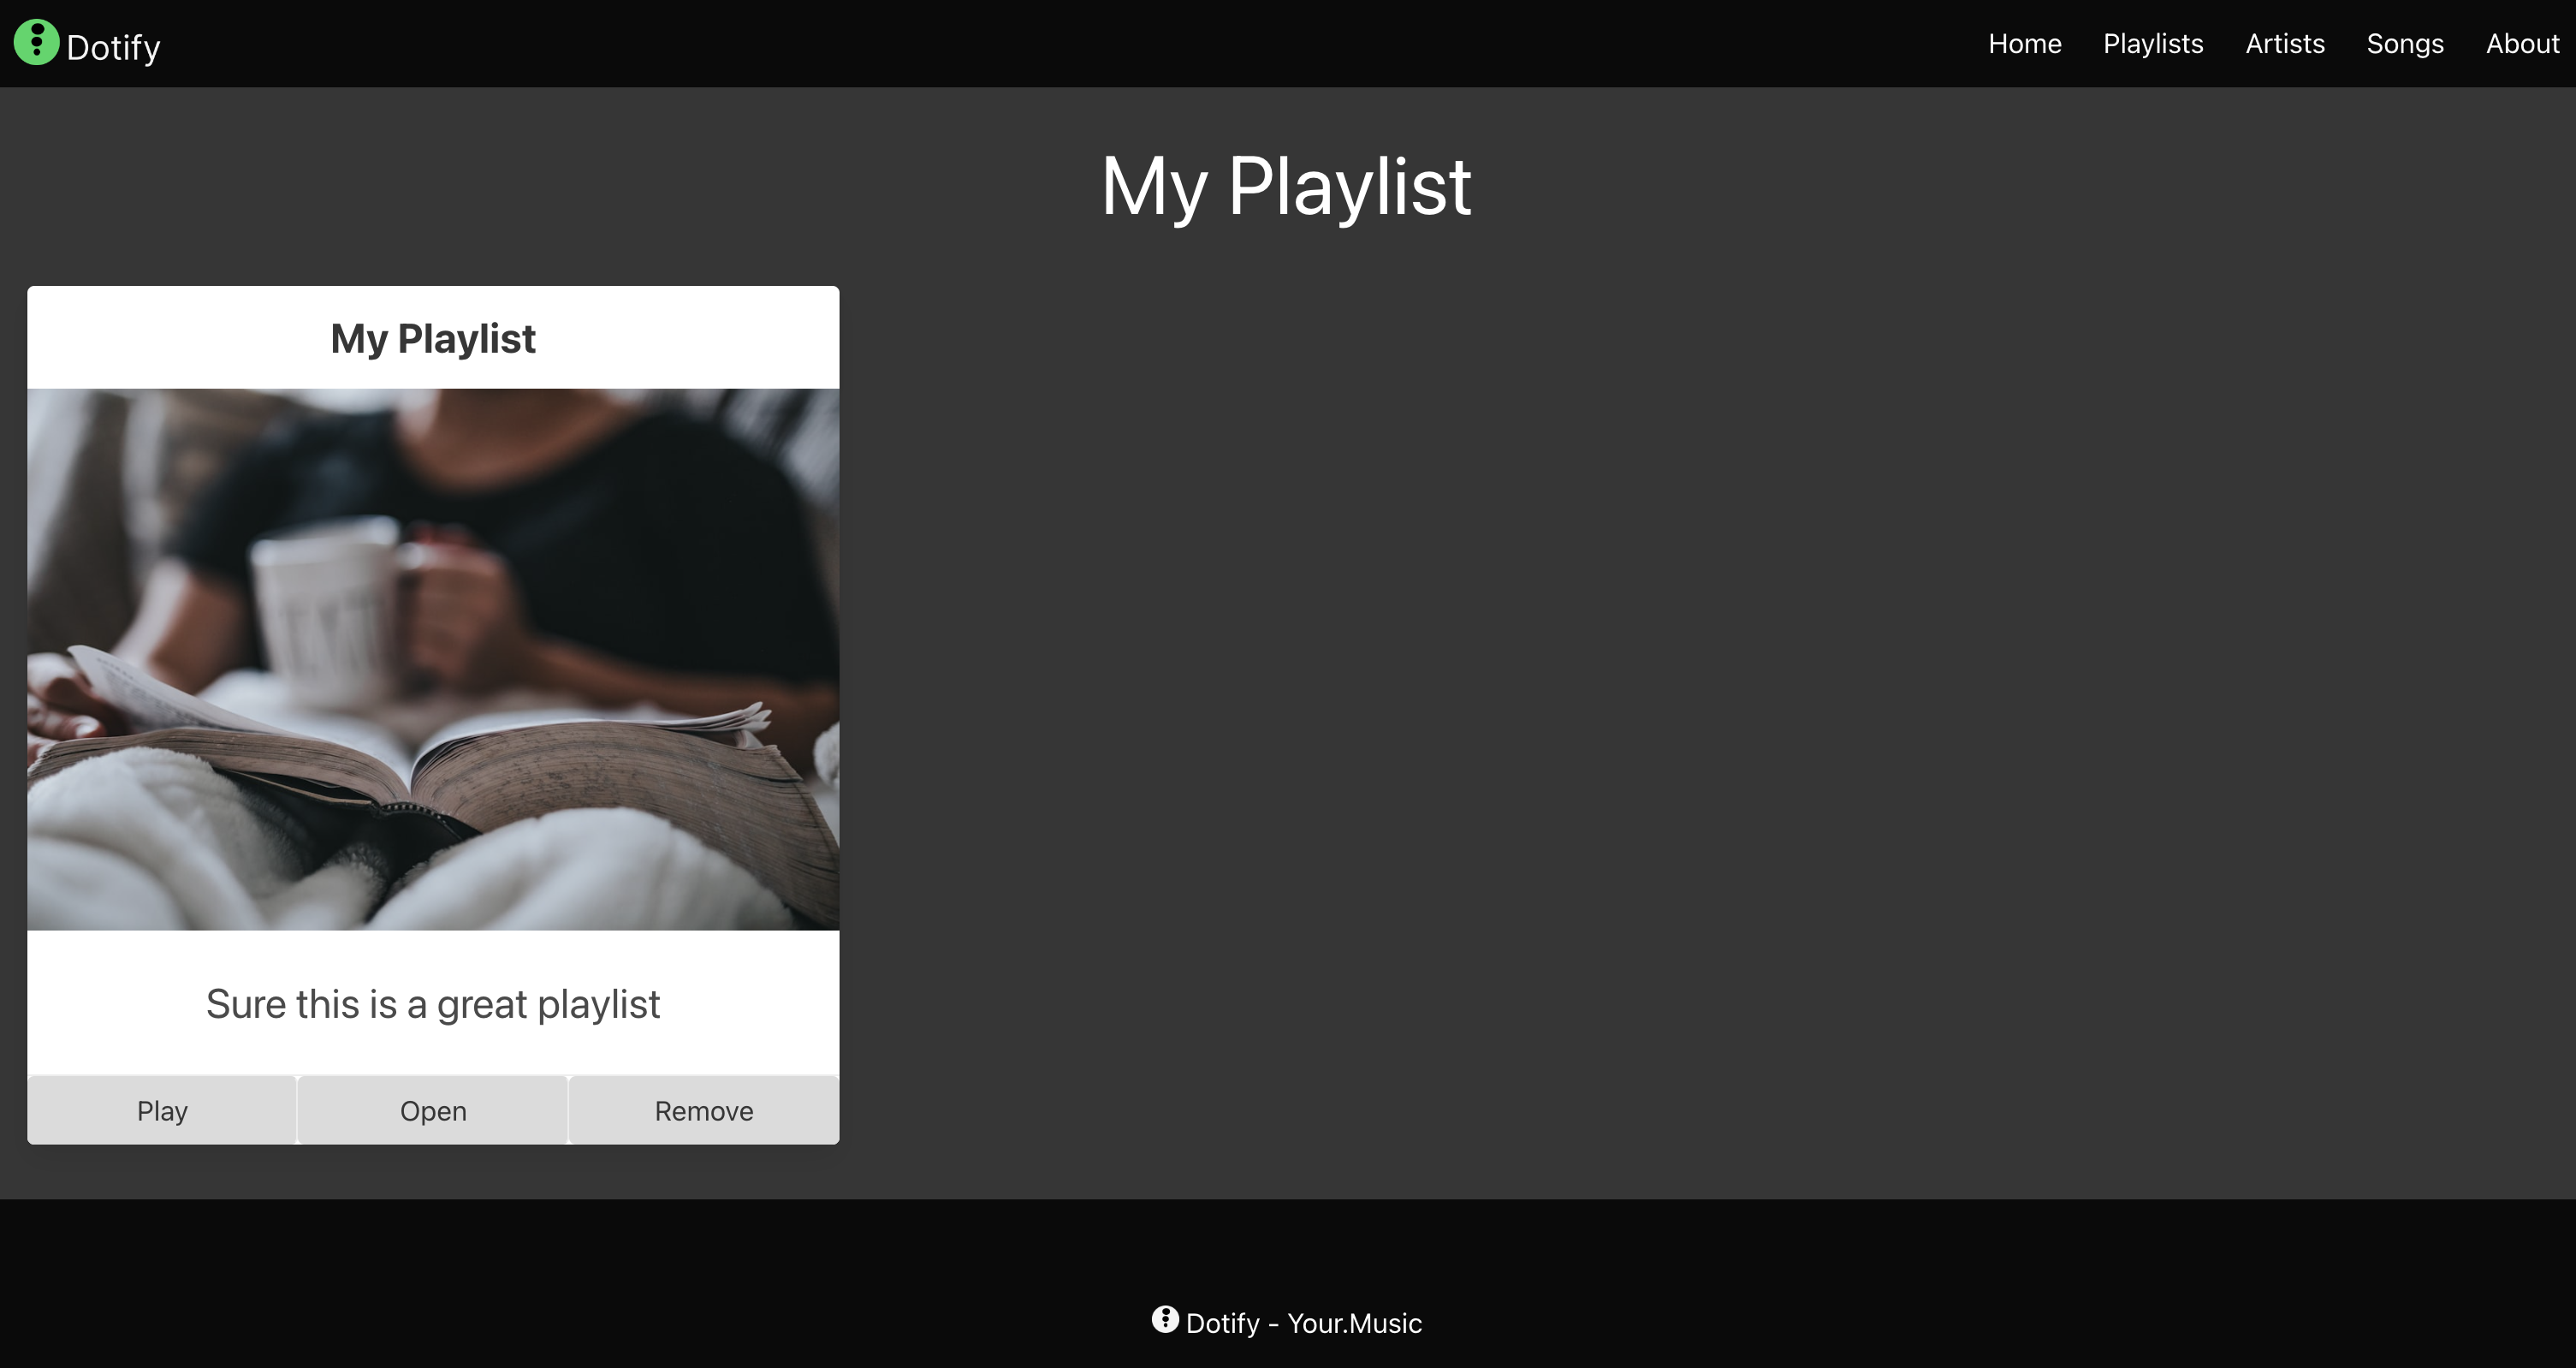 Dotify
Home Playlists Artists Songs About
My Playlist
My Playlist
Sure this is a great playlist
Play Open Remove
Dotify - Your.Music